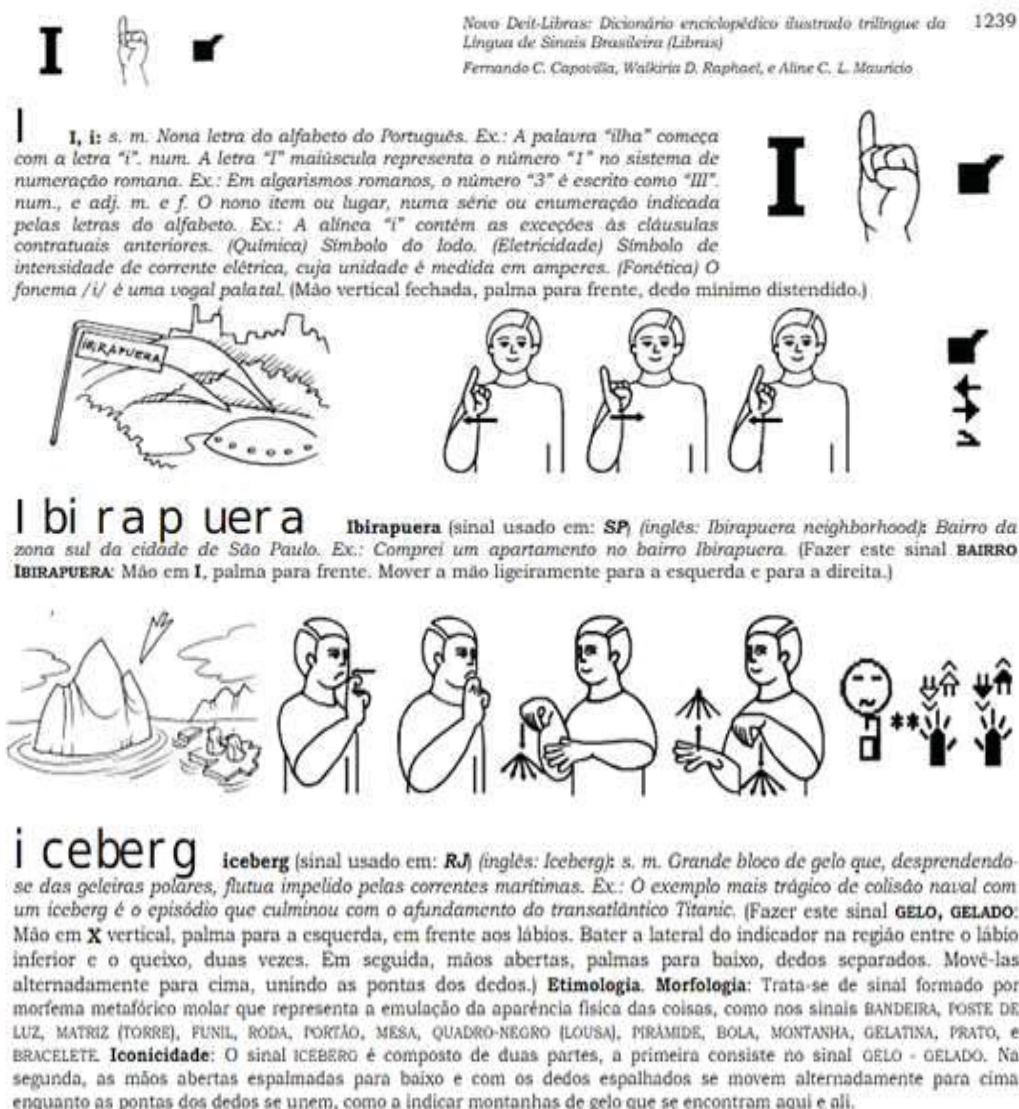 I
Novo Deit-Libras: Dicionário enciclopédico ilustrado trilíngue da 1239
Língua de Sinais Brasileira (Libras)
Fernando C. Capovilla, Walkiria D. Raphael, e Aline C. L. Mauricio
I I, i: s. m. Nona letra do alfabeto do Português. Ex.: A palavra “ilha” começa
com a letra “i”. num. A letra “I” maiúscula representa o número “1” no sistema de
numeração romana. Ex.: Em algarismos romanos, o número “3” é escrito como “III”.
num., e adj. m. e f. O nono item ou lugar, numa série ou enumeração indicada
pelas letras do alfabeto. Ex.: A alínea “i” contém as exceções às cláusulas
contratuais anteriores. (Química) Símbolo do Iodo. (Eletricidade) Símbolo de
intensidade de corrente elétrica, cuja unidade é medida em amperes. (Fonética) O
fonema /i/ é uma vogal palatal. (Mão vertical fechada, palma para frente, dedo mínimo distendido.)
I
IBIRAPUERA
Ibirapuera Ibirapuera (sinal usado em: SP) (inglês: Ibirapuera neighborhood): Bairro da
zona sul da cidade de São Paulo. Ex.: Comprei um apartamento no bairro Ibirapuera. (Fazer este sinal BAIRRO
IBIRAPUERA: Mão em I, palma para frente. Mover a mão ligeiramente para a esquerda e para a direita.)
N
iceberg iceberg (sinal usado em: RJ) (inglês: Iceberg): s. m. Grande bloco de gelo que, desprendendo-
se das geleiras polares, flutua impelido pelas correntes marítimas. Ex.: O exemplo mais trágico de colisão naval com
um iceberg é o episódio que culminou com o afundamento do transatlântico Titanic. (Fazer este sinal GELO, GELADO:
Mão em X vertical, palma para a esquerda, em frente aos lábios. Bater a lateral do indicador na região entre o lábio
inferior e o queixo, duas vezes. Em seguida, mãos abertas, palmas para baixo, dedos separados. Movê-las
alternadamente para cima, unindo as pontas dos dedos.) Etimologia. Morfologia: Trata-se de sinal formado por
morfema metafórico molar que representa a emulação da aparência física das coisas, como nos sinais BANDEIRA, POSTE DE
LUZ, MATRIZ (TORRE), FUNIL, RODA, PORTÃO, MESA, QUADRO-NEGRO (LOUSA), PIRÂMIDE, BOLA, MONTANHA, GELATINA, PRATO, e
BRACELETE. Iconicidade: O sinal ICEBERG é composto de duas partes, a primeira consiste no sinal GELO - GELADO. Na
segunda, as mãos abertas espalmadas para baixo e com os dedos espalhados se movem alternadamente para cima
enquanto as pontas dos dedos se unem, como a indicar montanhas de gelo que se encontram aqui e ali.